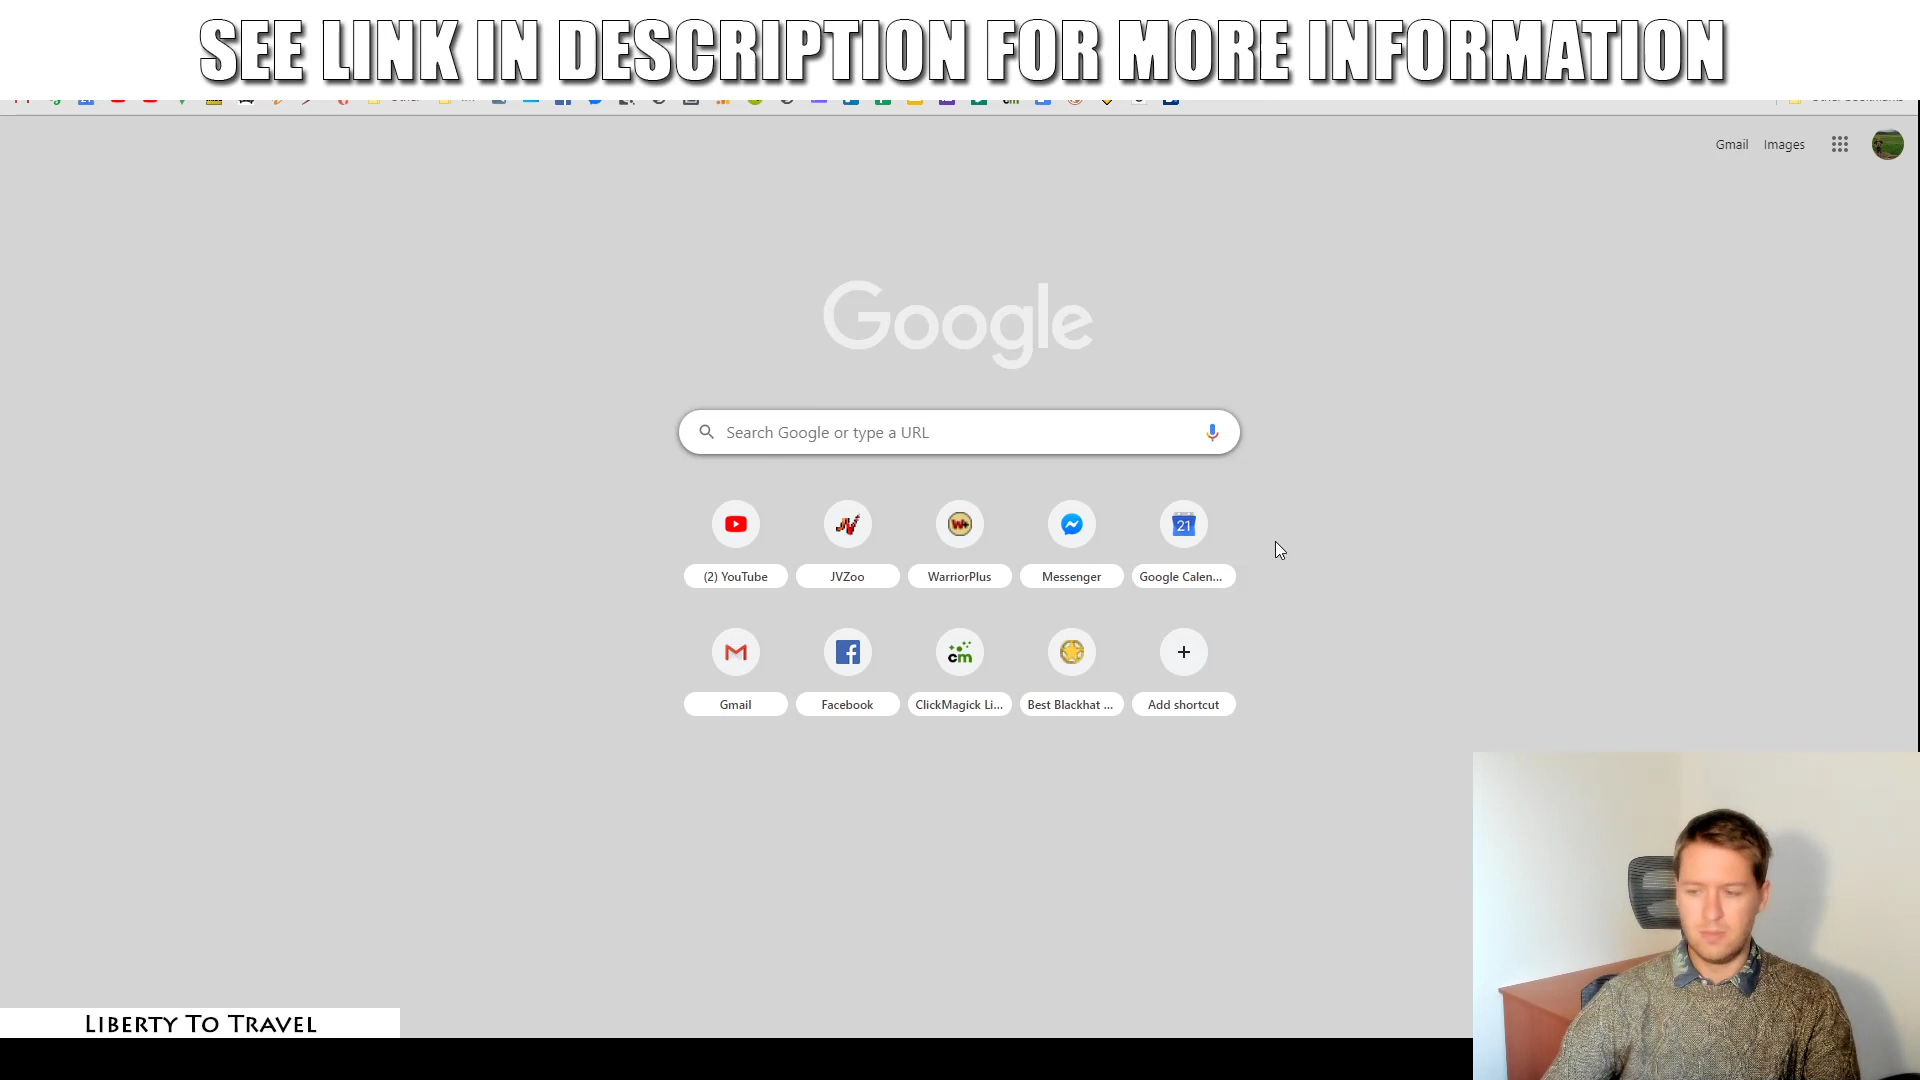 SEE LINK IN DESCRIPTION FOR MORE INFORMATION
Gmail Images
Google
Search Google or type a URL
21
(2) YouTube JVZoo WarriorPlus Messenger Google Calen...
cm
Gmail Facebook ClickMagick Li... Best Blackhat ... Add shortcut
LIBERTY TO TRAVEL